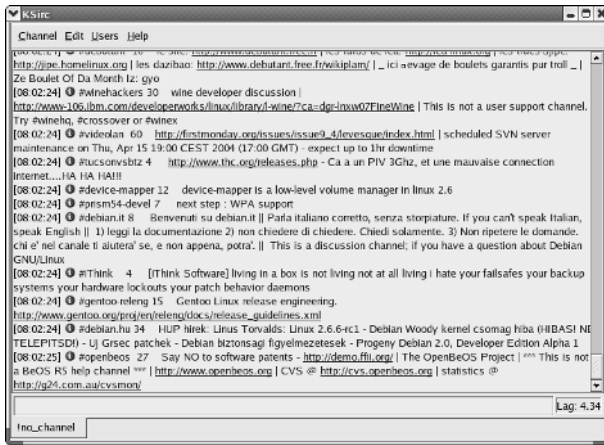 KSirc
Channel Edit Users Help
http://jipe.homelinux.org | les dazibao: http://www.debutant.free.fr/wikiplam/ | _ ici élevage de boulets garantis pur troll _ |
Ze Boulet Of Da Month Iz: gyo
[08:02:24] #winehackers 30 wine developer discussion |
http://www-106.ibm.com/developerworks/linux/library/l-wine/?ca=dgr-lnxw07FineWine | This is not a user support channel.
Try #winehq, #crossover or #winex
[08:02:24] #videolan 60 http://firstmonday.org/issues/issue9_4/levesque/index.html | scheduled SVN server
maintenance on Thu, Apr 15 19:00 CEST 2004 (17:00 GMT) - expect up to 1hr downtime
[08:02:24] #tucsonvsbtz 4 http://www.thc.org/releases.php - Ca a un PIV 3Ghz, et une mauvaise connection
internet....HA HA HA!!!
[08:02:24] #device-mapper 12 device-mapper is a low-level volume manager in linux 2.6
[08:02:24] #prism54-devel 7 next step : WPA support
[08:02:24] #debian.it 8 Benvenuti su debian.it || Parla italiano corretto, senza storpiature. If you can't speak Italian,
speak English || 1) leggi la documentazione 2) non chiedere di chiedere. Chiedi solamente. 3) Non ripetere le domande.
chi e' nel canale ti aiutera' se, e non appena, potra'. || This is a discussion channel; if you have a question about Debian
GNU/Linux
[08:02:24] #iThink 4 [iThink Software] living in a box is not living not at all living i hate your failsafes your backup
systems your hardware lockouts your patch behavior daemons
[08:02:24] #gentoo-releng 15 Gentoo Linux release engineering.
http://www.gentoo.org/proj/en/releng/docs/release_guidelines.xml
[08:02:24] #debian.hu 34 HUP hirek: Linus Torvalds: Linux 2.6.6-rc1 - Debian Woody kernel csomag hiba (HIBAS! NE
TELEPITSD!) - UJ Grsec patchek - Debian biztonsagi figyelmezetesek - Progeny Debian 2.0, Developer Edition Alpha 1
[08:02:25] #openbeos 27 Say NO to software patents - http://demo.ffii.org/ | The OpenBeOS Project | *** This is not
a BeOS R5 help channel *** | http://www.openbeos.org | CVS @ http://cvs.openbeos.org | statistics @
http://g24.com.au/cvsmon/
Lag: 4.34
!no_channel